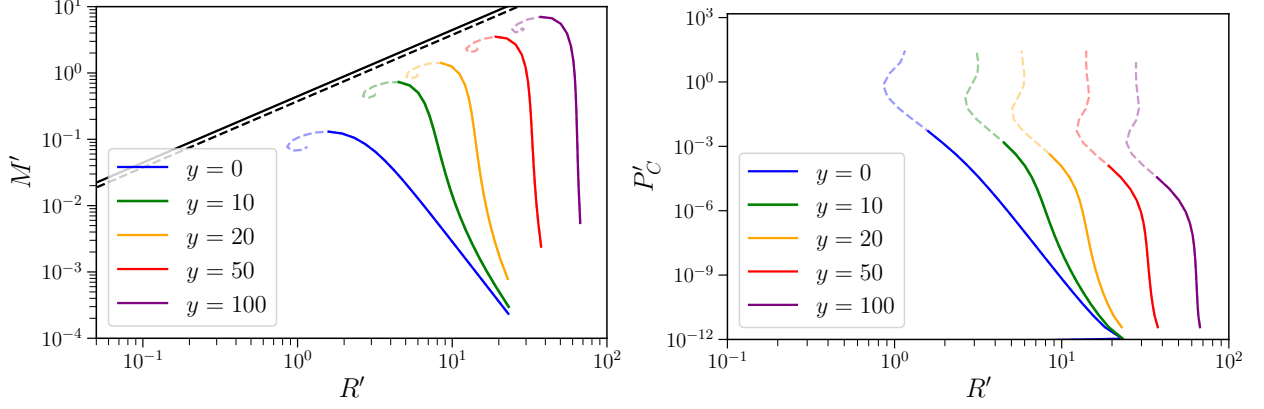 10^1
10^0
10^{-1}
10^{-2}
10^{-3}
10^{-4}
M′
y = 0
y = 10
y = 20
y = 50
y = 100
10^{-1}
10^0
10^1
10^2
R′
10^3
10^0
10^{-3}
10^{-6}
10^{-9}
10^{-12}
P′_C
y = 0
y = 10
y = 20
y = 50
y = 100
10^{-1}
10^0
10^1
10^2
R′